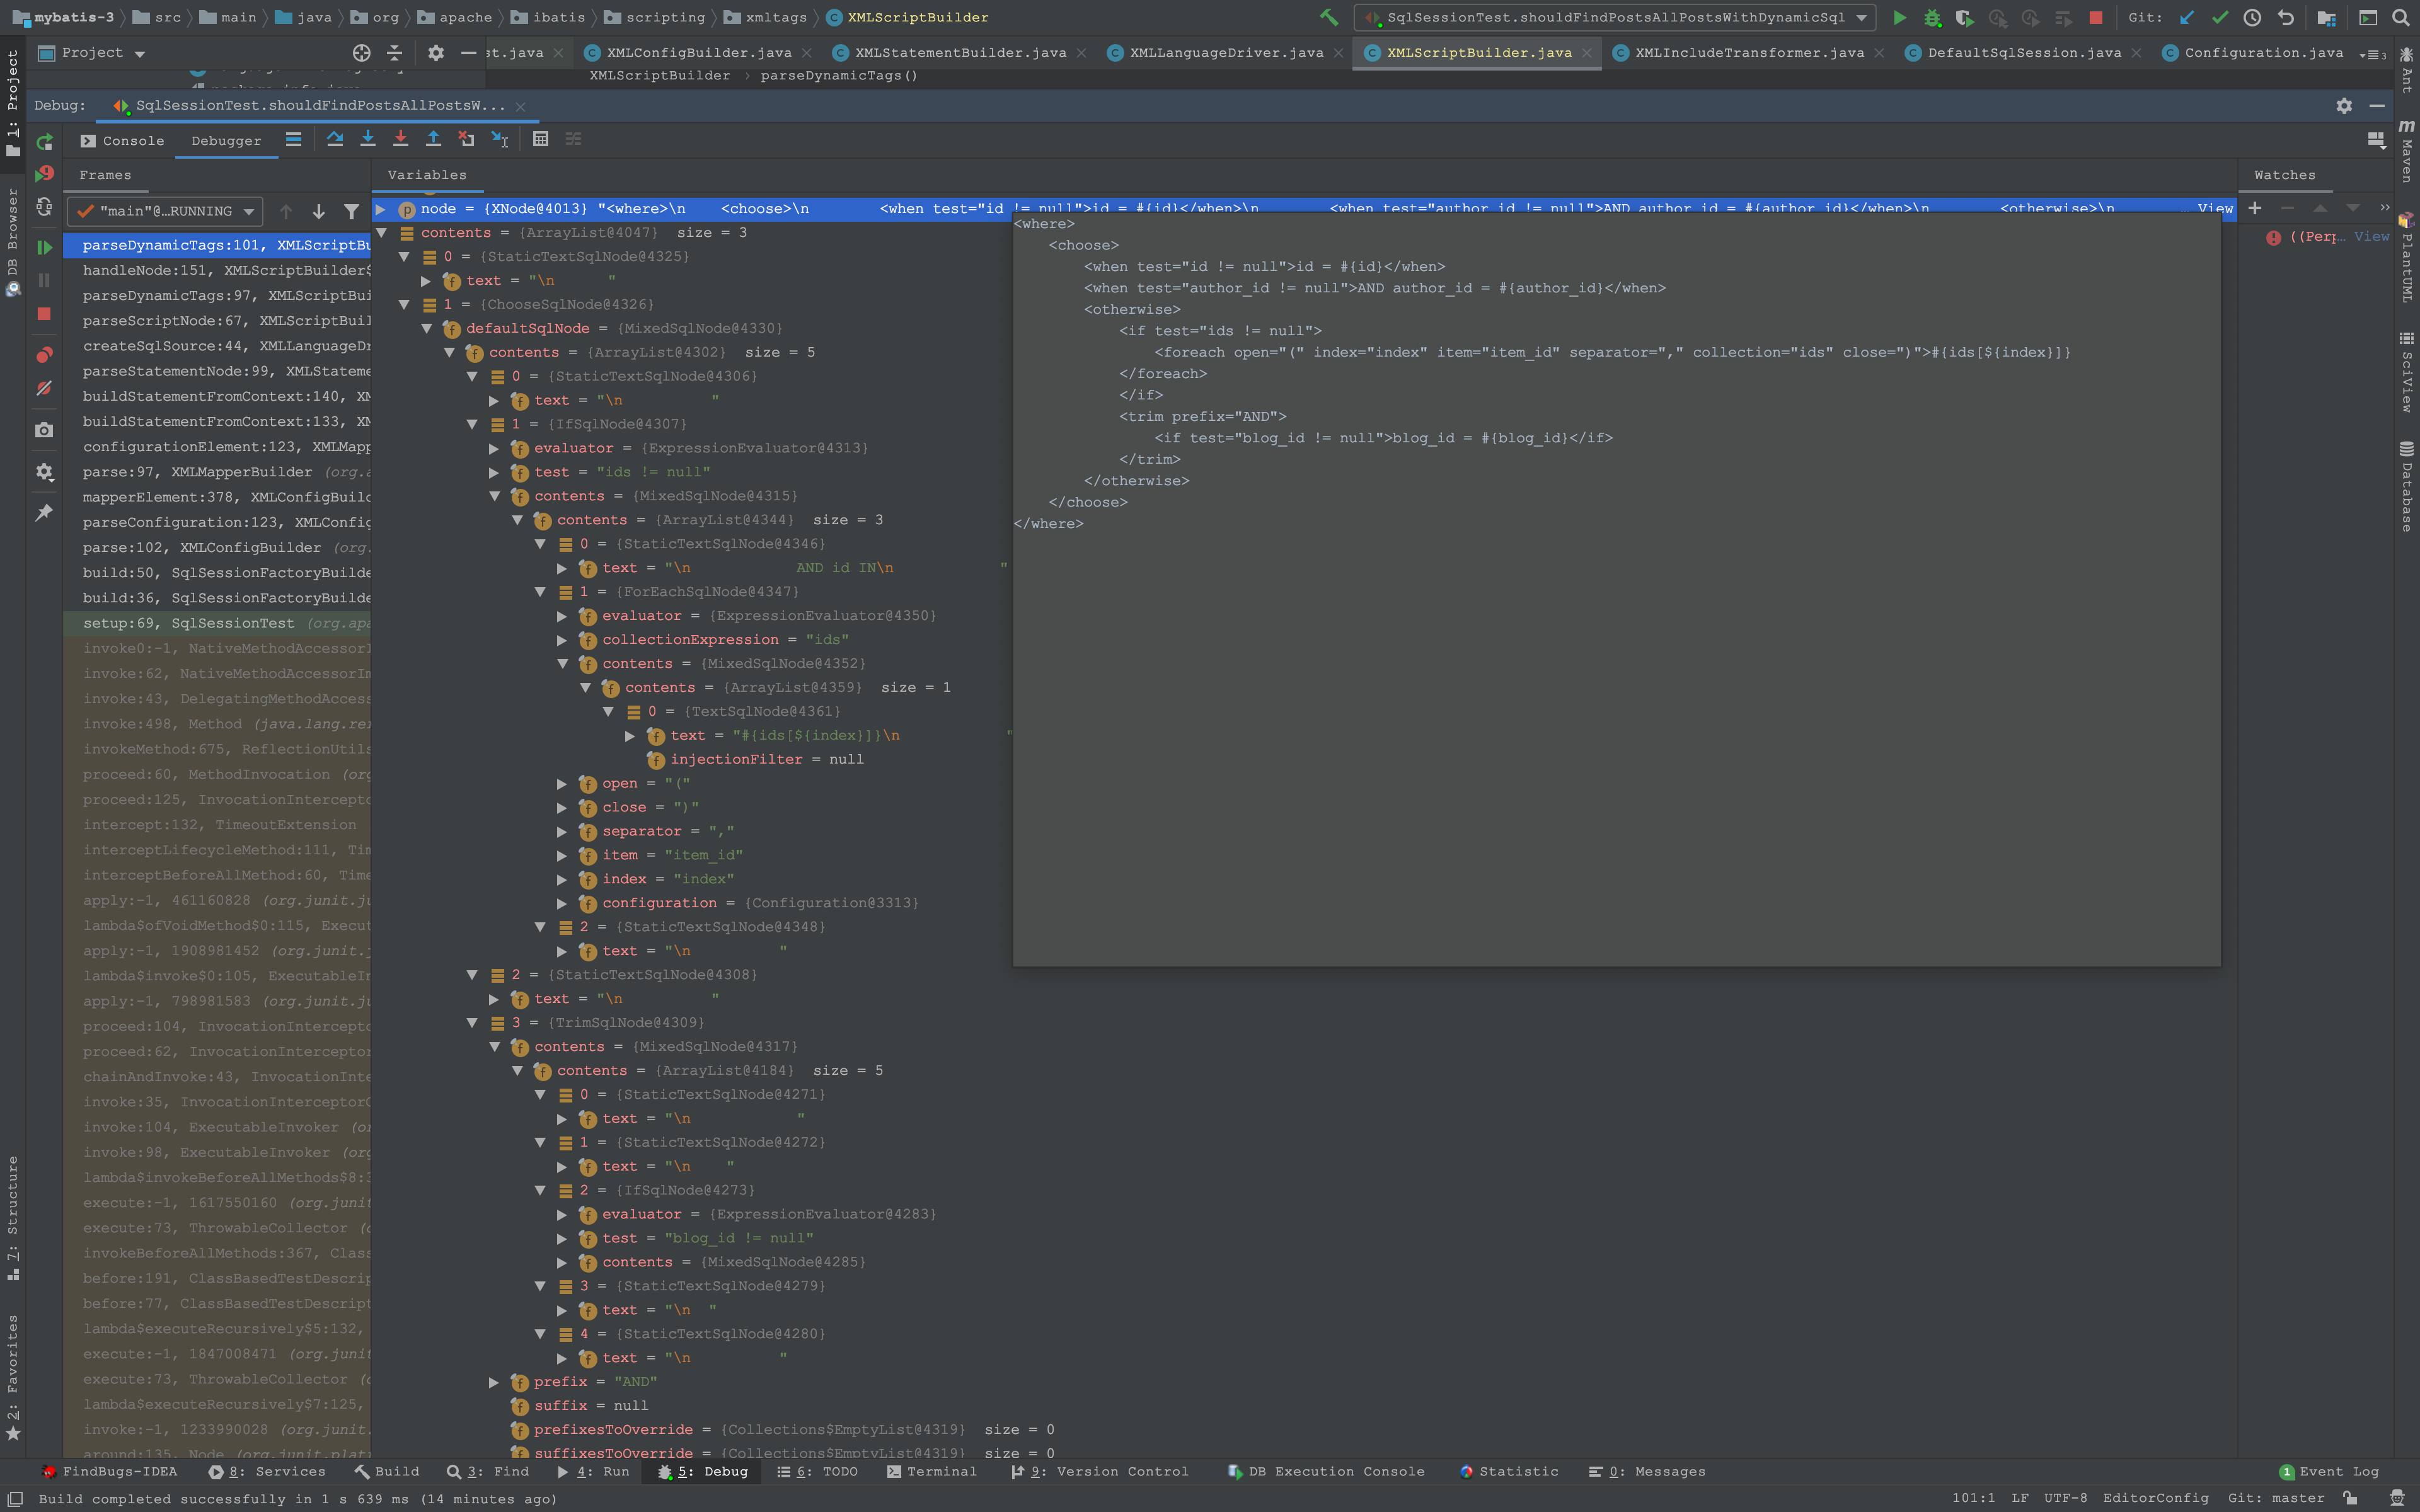 mybatis-3 src main java org apache ibatis scripting xmltags XMLScriptBuilder
SqlSessionTest.shouldFindPostsAllPostsWithDynamicSql Git:
Project
st.java XMLConfigBuilder.java XMLStatementBuilder.java XMLLanguageDriver.java XMLScriptBuilder.java XMLIncludeTransformer.java DefaultSqlSession.java Configuration.java 3
XMLScriptBuilder › parseDynamicTags()
Debug: SqlSessionTest.shouldFindPostsAllPostsW...
Console Debugger
Frames
"main"@...RUNNING
parseDynamicTags:101, XMLScriptBu
handleNode:151, XMLScriptBuilder$
parseDynamicTags:97, XMLScriptBui
parseScriptNode:67, XMLScriptBuil
createSqlSource:44, XMLLanguageDr
parseStatementNode:99, XMLStateme
buildStatementFromContext:140, XM
buildStatementFromContext:133, XM
configurationElement:123, XMLMapp
parse:97, XMLMapperBuilder (org.a
mapperElement:378, XMLConfigBuild
parseConfiguration:123, XMLConfig
parse:102, XMLConfigBuilder (org.
build:50, SqlSessionFactoryBuilde
build:36, SqlSessionFactoryBuilde
setup:69, SqlSessionTest (org.apa
invoke0:-1, NativeMethodAccessorI
invoke:62, NativeMethodAccessorIm
invoke:43, DelegatingMethodAccess
invoke:498, Method (java.lang.ref
invokeMethod:675, ReflectionUtils
proceed:60, MethodInvocation (org
proceed:125, InvocationIntercepto
intercept:132, TimeoutExtension
interceptLifecycleMethod:111, Tim
interceptBeforeAllMethod:60, Time
apply:-1, 461160828 (org.junit.ju
lambda$ofVoidMethod$0:115, Execut
apply:-1, 1908981452 (org.junit.j
lambda$invoke$0:105, ExecutableIn
apply:-1, 798981583 (org.junit.ju
proceed:104, InvocationIntercepto
proceed:62, InvocationInterceptor
chainAndInvoke:43, InvocationInte
invoke:35, InvocationInterceptorC
invoke:104, ExecutableInvoker (or
invoke:98, ExecutableInvoker (org
lambda$invokeBeforeAllMethods$8:3
execute:-1, 1617550160 (org.junit
execute:73, ThrowableCollector (o
invokeBeforeAllMethods:367, Class
before:191, ClassBasedTestDescrip
before:77, ClassBasedTestDescript
lambda$executeRecursively$5:132,
execute:-1, 1847008471 (org.junit
execute:73, ThrowableCollector (o
lambda$executeRecursively$7:125,
invoke:-1, 1233990028 (org.junit.
around:135, Node (org.junit.plat
Variables
node = {XNode@4013} "<where>\n <choose>\n <when test="id != null">id = #{id}</when>\n <when test="author_id != null">AND author_id = #{author_id}</when>\n <otherwise>\n View
contents = {ArrayList@4047} size = 3
0 = {StaticTextSqlNode@4325}
text = "\n "
1 = {ChooseSqlNode@4326}
defaultSqlNode = {MixedSqlNode@4330}
contents = {ArrayList@4302} size = 5
0 = {StaticTextSqlNode@4306}
text = "\n "
1 = {IfSqlNode@4307}
evaluator = {ExpressionEvaluator@4313}
test = "ids != null"
contents = {MixedSqlNode@4315}
contents = {ArrayList@4344} size = 3
0 = {StaticTextSqlNode@4346}
text = "\n AND id IN\n "
1 = {ForEachSqlNode@4347}
evaluator = {ExpressionEvaluator@4350}
collectionExpression = "ids"
contents = {MixedSqlNode@4352}
contents = {ArrayList@4359} size = 1
0 = {TextSqlNode@4361}
text = "#{ids[${index}]}\n "
injectionFilter = null
open = "("
close = ")"
separator = ","
item = "item_id"
index = "index"
configuration = {Configuration@3313}
2 = {StaticTextSqlNode@4348}
text = "\n "
2 = {StaticTextSqlNode@4308}
text = "\n "
3 = {TrimSqlNode@4309}
contents = {MixedSqlNode@4317}
contents = {ArrayList@4184} size = 5
0 = {StaticTextSqlNode@4271}
text = "\n "
1 = {StaticTextSqlNode@4272}
text = "\n "
2 = {IfSqlNode@4273}
evaluator = {ExpressionEvaluator@4283}
test = "blog_id != null"
contents = {MixedSqlNode@4285}
3 = {StaticTextSqlNode@4279}
text = "\n "
4 = {StaticTextSqlNode@4280}
text = "\n "
prefix = "AND"
suffix = null
prefixesToOverride = {Collections$EmptyList@4319} size = 0
suffixesToOverride = {Collections$EmptyList@4319} size = 0
<where>
<choose>
<when test="id != null">id = #{id}</when>
<when test="author_id != null">AND author_id = #{author_id}</when>
<otherwise>
<if test="ids != null">
<foreach open="(" index="index" item="item_id" separator="," collection="ids" close=")">#{ids[${index}]}
</foreach>
</if>
<trim prefix="AND">
<if test="blog_id != null">blog_id = #{blog_id}</if>
</trim>
</otherwise>
</choose>
</where>
Watches
((Per... View
1: Project
DB Browser
7: Structure
2: Favorites
Ant
Maven
PlantUML
SciView
Database
FindBugs-IDEA 8: Services Build 3: Find 4: Run 5: Debug 6: TODO Terminal 9: Version Control DB Execution Console Statistic 0: Messages 1 Event Log
Build completed successfully in 1 s 639 ms (14 minutes ago) 101:1 LF UTF-8 EditorConfig Git: master